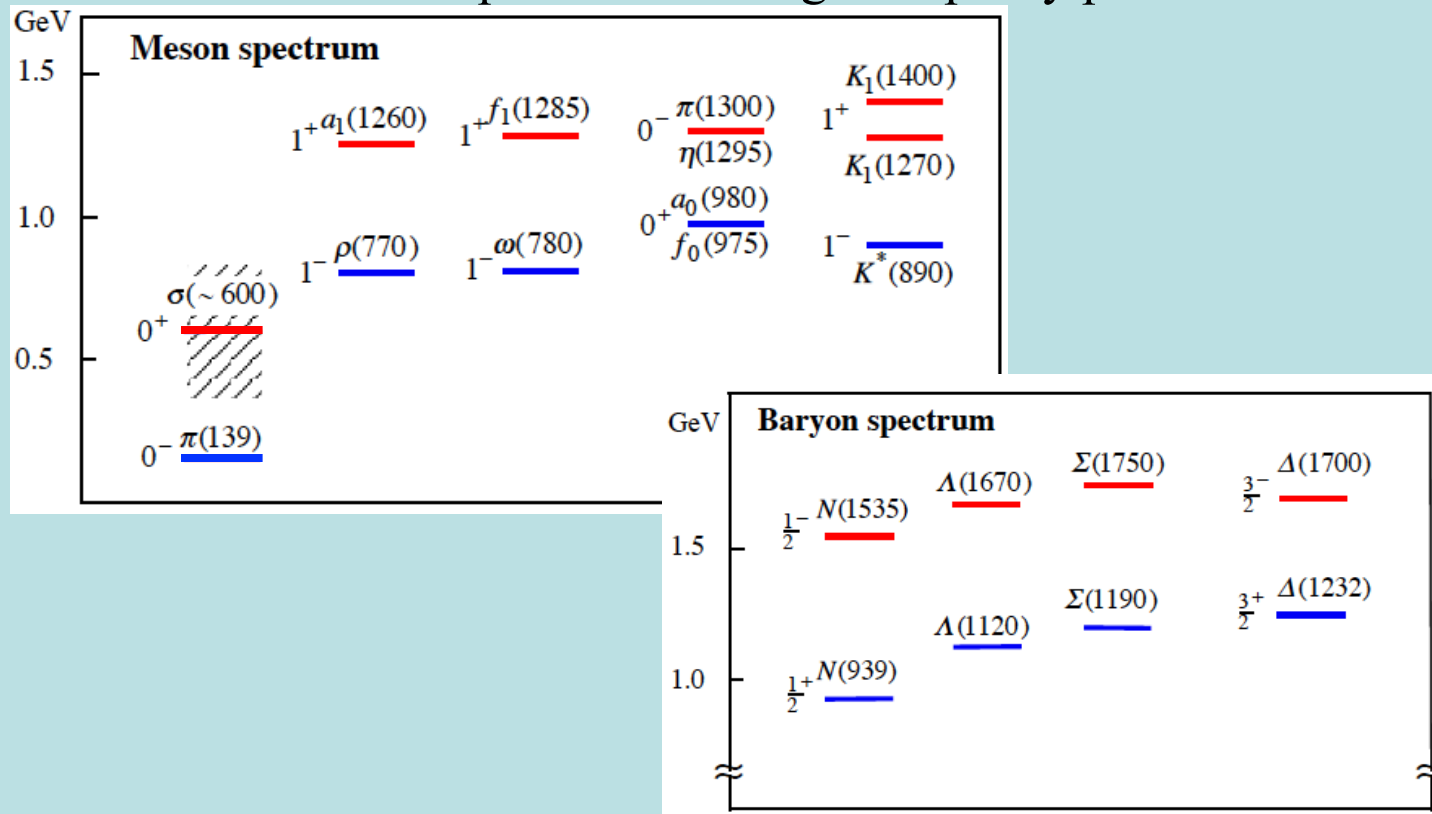 GeV
Meson spectrum
1.5
1.0
0.5
σ(~ 600)
0⁺
0⁻ π(139)
1⁺ a₁(1260)
1⁻ ρ(770)
1⁺ f₁(1285)
1⁻ ω(780)
0⁻ π(1300)
η(1295)
0⁺ a₀(980)
f₀(975)
K₁(1400)
1⁺
K₁(1270)
1⁻
K*(890)
GeV
Baryon spectrum
1.5
1.0
1/2⁻ N(1535)
1/2⁺ N(939)
Λ(1670)
Λ(1120)
Σ(1750)
Σ(1190)
3/2⁻ Δ(1700)
3/2⁺ Δ(1232)